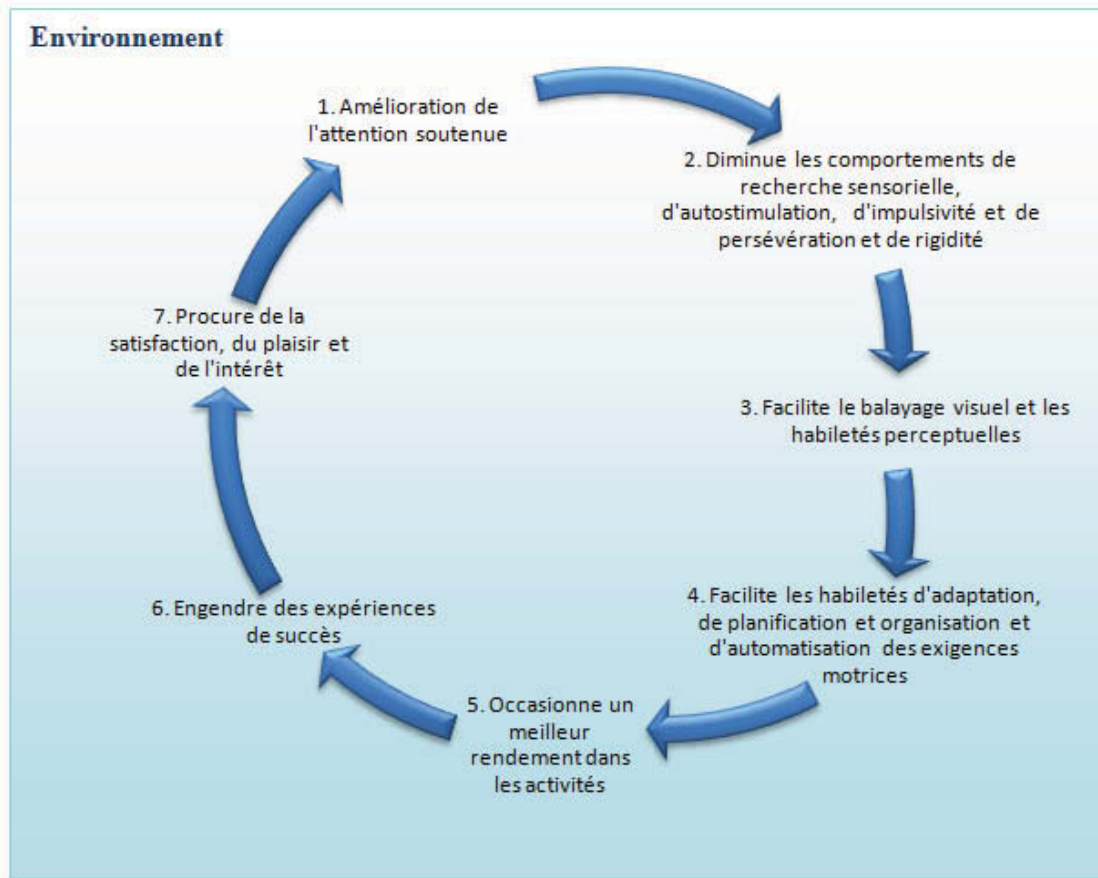 Environnement
1. Amélioration de
l'attention soutenue
2. Diminue les comportements de
recherche sensorielle,
d'autostimulation, d'impulsivité et de
persévération et de rigidité
3. Facilite le balayage visuel et les
habiletés perceptuelles
4. Facilite les habiletés d'adaptation,
de planification et organisation et
d'automatisation des exigences
motrices
5. Occasionne un
meilleur
rendement dans
les activités
6. Engendre des expériences
de succès
7. Procure de la
satisfaction, du plaisir et
de l'intérêt